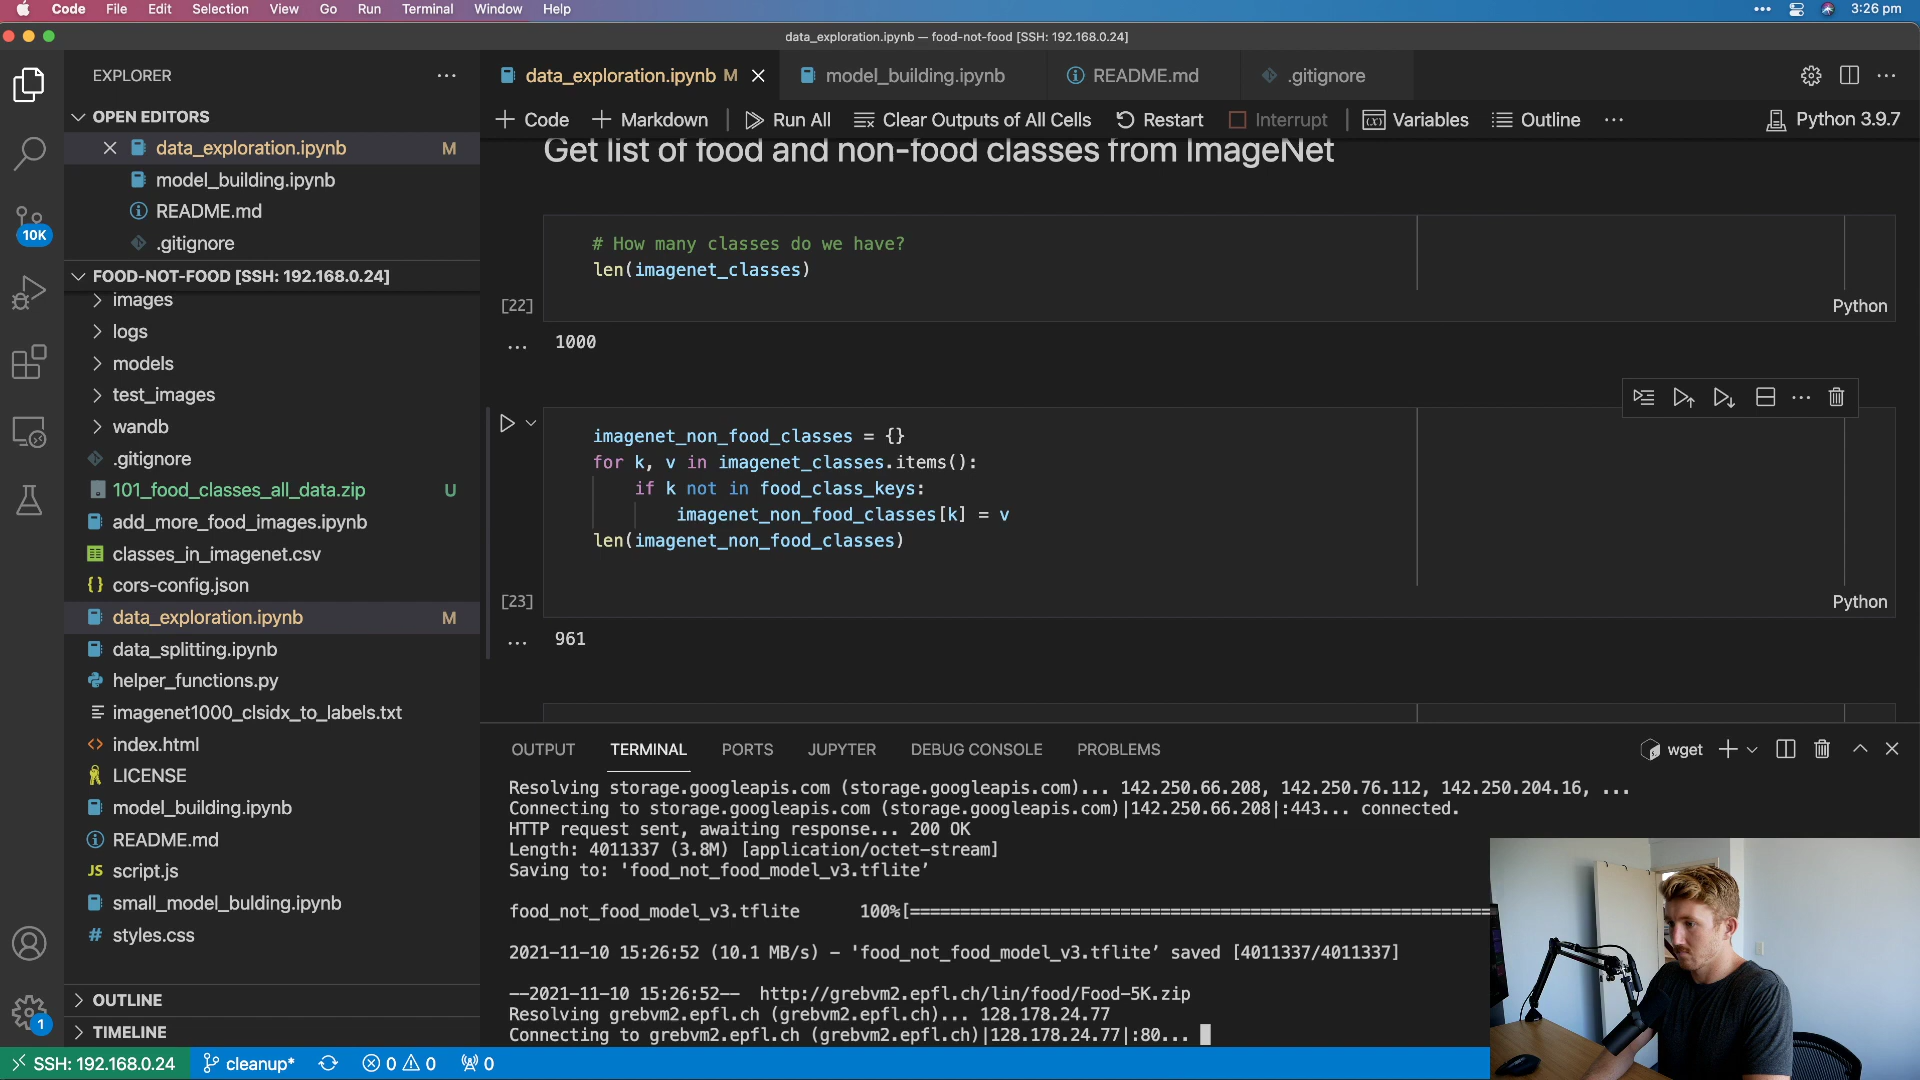 Code File Edit Selection View Go Run Terminal Window Help
3:26 pm
data_exploration.ipynb — food-not-food [SSH: 192.168.0.24]
EXPLORER
data_exploration.ipynb M
model_building.ipynb
README.md
.gitignore
OPEN EDITORS
data_exploration.ipynb M
model_building.ipynb
README.md
.gitignore
10K
FOOD-NOT-FOOD [SSH: 192.168.0.24]
images
logs
models
test_images
wandb
.gitignore
101_food_classes_all_data.zip U
add_more_food_images.ipynb
classes_in_imagenet.csv
cors-config.json
data_exploration.ipynb M
data_splitting.ipynb
helper_functions.py
imagenet1000_clsidx_to_labels.txt
index.html
LICENSE
model_building.ipynb
README.md
script.js
small_model_bulding.ipynb
styles.css
OUTLINE
TIMELINE
1
Code Markdown Run All Clear Outputs of All Cells Restart Interrupt Variables Outline ... Python 3.9.7
Get list of food and non-food classes from ImageNet
# How many classes do we have?
len(imagenet_classes)
[22]
Python
... 1000
imagenet_non_food_classes = {}
for k, v in imagenet_classes.items():
if k not in food_class_keys:
imagenet_non_food_classes[k] = v
len(imagenet_non_food_classes)
[23]
Python
... 961
OUTPUT TERMINAL PORTS JUPYTER DEBUG CONSOLE PROBLEMS wget
Resolving storage.googleapis.com (storage.googleapis.com)... 142.250.66.208, 142.250.76.112, 142.250.204.16, ...
Connecting to storage.googleapis.com (storage.googleapis.com)|142.250.66.208|:443... connected.
HTTP request sent, awaiting response... 200 OK
Length: 4011337 (3.8M) [application/octet-stream]
Saving to: 'food_not_food_model_v3.tflite’
food_not_food_model_v3.tflite 100%[========================================================
2021-11-10 15:26:52 (10.1 MB/s) - 'food_not_food_model_v3.tflite’ saved [4011337/4011337]
--2021-11-10 15:26:52-- http://grebvm2.epfl.ch/lin/food/Food-5K.zip
Resolving grebvm2.epfl.ch (grebvm2.epfl.ch)... 128.178.24.77
Connecting to grebvm2.epfl.ch (grebvm2.epfl.ch)|128.178.24.77|:80...
SSH: 192.168.0.24 cleanup* 0 0 0